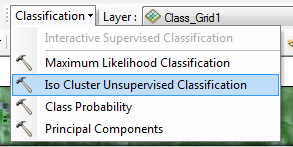 Classification Layer : Class_Grid1
Interactive Supervised Classification
Maximum Likelihood Classification
Iso Cluster Unsupervised Classification
Class Probability
Principal Components